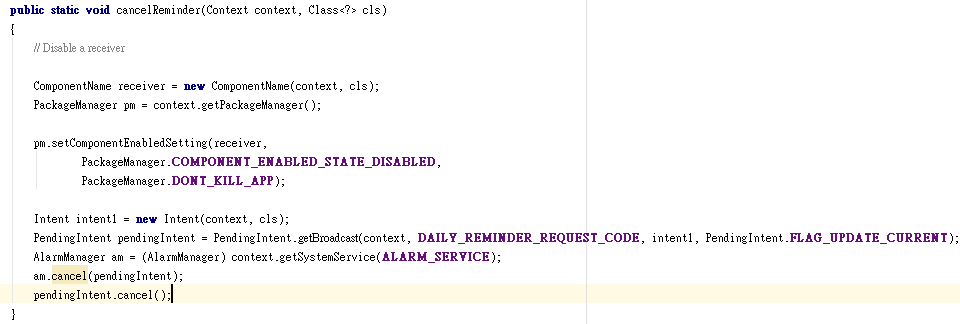 public static void cancelReminder(Context context, Class<?> cls)
{
// Disable a receiver
ComponentName receiver = new ComponentName(context, cls);
PackageManager pm = context.getPackageManager();
pm.setComponentEnabledSetting(receiver,
PackageManager.COMPONENT_ENABLED_STATE_DISABLED,
PackageManager.DONT_KILL_APP);
Intent intent1 = new Intent(context, cls);
PendingIntent pendingIntent = PendingIntent.getBroadcast(context, DAILY_REMINDER_REQUEST_CODE, intent1, PendingIntent.FLAG_UPDATE_CURRENT);
AlarmManager am = (AlarmManager) context.getSystemService(ALARM_SERVICE);
am.cancel(pendingIntent);
pendingIntent.cancel();
}